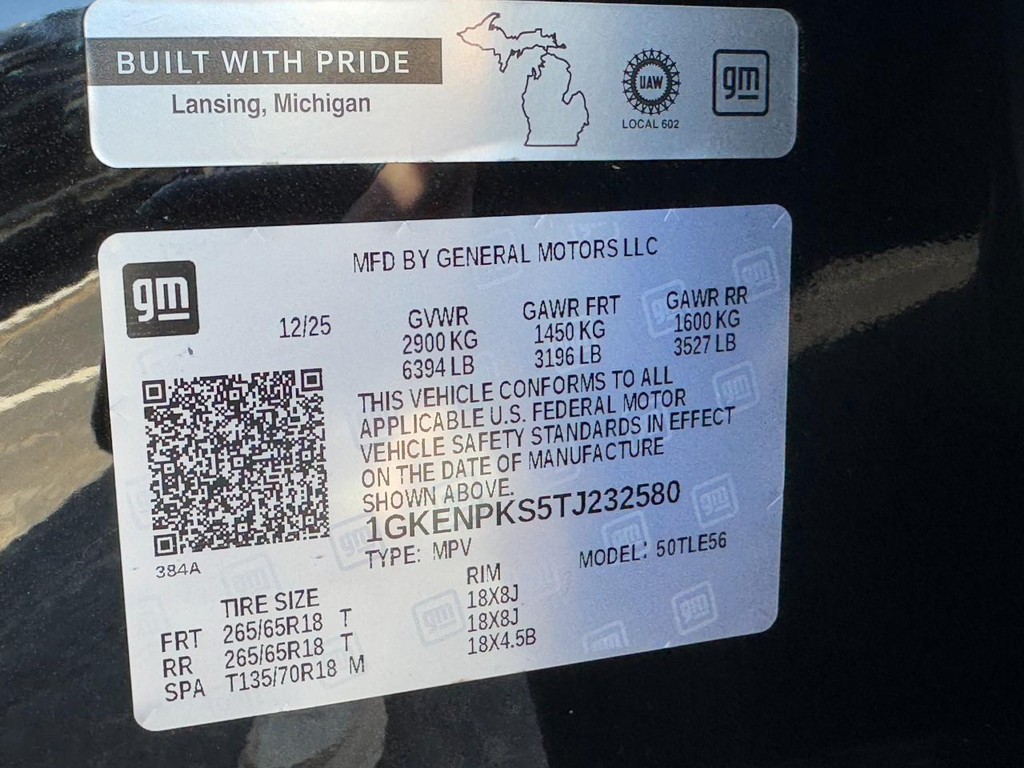 BUILT WITH PRIDE
Lansing, Michigan
UAW
LOCAL 602
gm
gm
MFD BY GENERAL MOTORS LLC
12/25
GVWR
2900 KG
6394 LB
GAWR FRT
1450 KG
3196 LB
GAWR RR
1600 KG
3527 LB
THIS VEHICLE CONFORMS TO ALL
APPLICABLE U.S. FEDERAL MOTOR
VEHICLE SAFETY STANDARDS IN EFFECT
ON THE DATE OF MANUFACTURE
SHOWN ABOVE.
1GKENPKS5TJ232580
TYPE: MPV MODEL: 50TLE56
384A
TIRE SIZE RIM
FRT 265/65R18 T 18X8J
RR 265/65R18 T 18X8J
SPA T135/70R18 M 18X4.5B